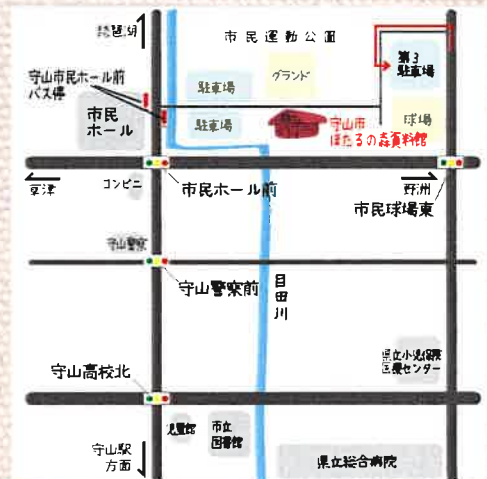 琵琶湖
市民運動公園
第3
駐車場
グランド
駐車場
守山市民ホール前
バス停
市民
ホール
駐車場
守山市
ほたるの森資料館
球場
草津
コンビニ
市民ホール前
野洲
市民球場東
守山警察
守山警察前
目田川
県立小児保健
医療センター
守山高校北
児童館
市立
図書館
守山駅
方面
県立総合病院